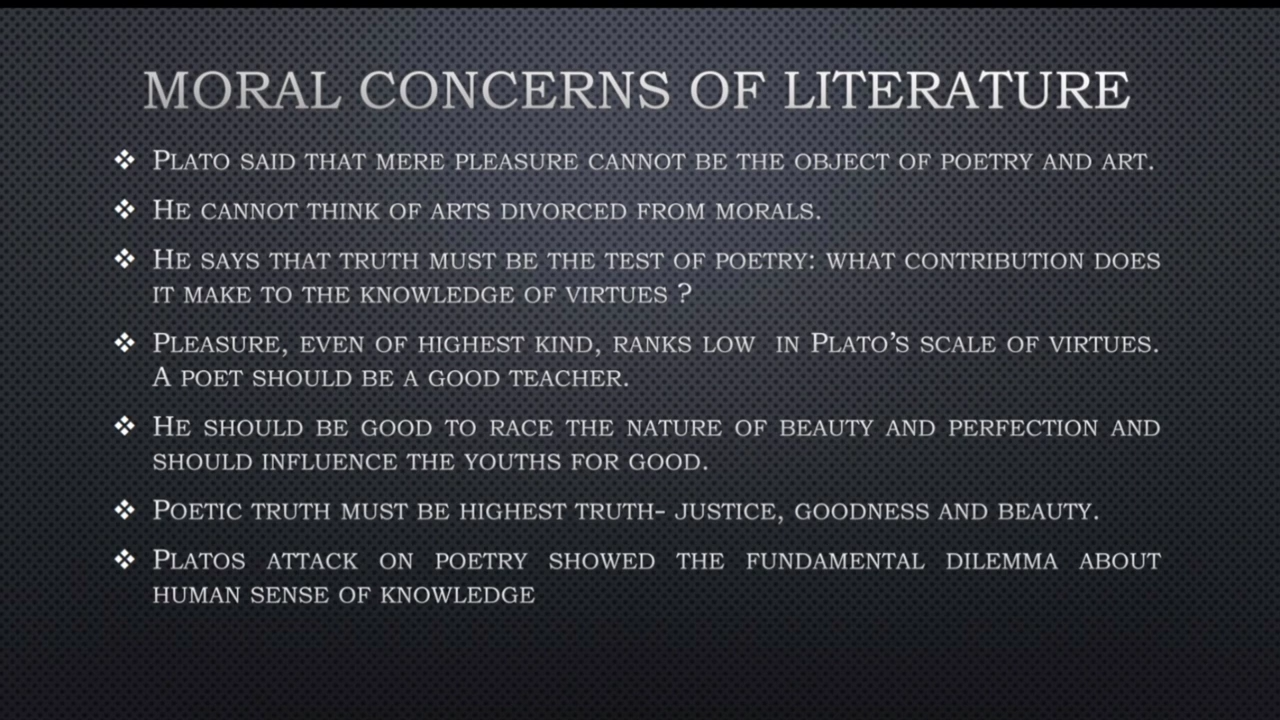 MORAL CONCERNS OF LITERATURE
❖ PLATO SAID THAT MERE PLEASURE CANNOT BE THE OBJECT OF POETRY AND ART.
❖ HE CANNOT THINK OF ARTS DIVORCED FROM MORALS.
❖ HE SAYS THAT TRUTH MUST BE THE TEST OF POETRY: WHAT CONTRIBUTION DOES
IT MAKE TO THE KNOWLEDGE OF VIRTUES ?
❖ PLEASURE, EVEN OF HIGHEST KIND, RANKS LOW IN PLATO'S SCALE OF VIRTUES.
A POET SHOULD BE A GOOD TEACHER.
❖ HE SHOULD BE GOOD TO RACE THE NATURE OF BEAUTY AND PERFECTION AND
SHOULD INFLUENCE THE YOUTHS FOR GOOD.
❖ POETIC TRUTH MUST BE HIGHEST TRUTH- JUSTICE, GOODNESS AND BEAUTY.
❖ PLATOS ATTACK ON POETRY SHOWED THE FUNDAMENTAL DILEMMA ABOUT
HUMAN SENSE OF KNOWLEDGE